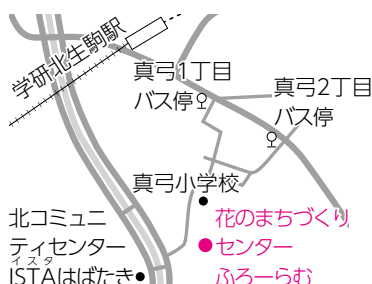 学研北生駒駅
真弓1丁目
バス停
真弓2丁目
バス停
真弓小学校
北コミュニ
ティセンター
イスタ
ISTAはばたき
花のまちづくり
センター
ふろーらむ